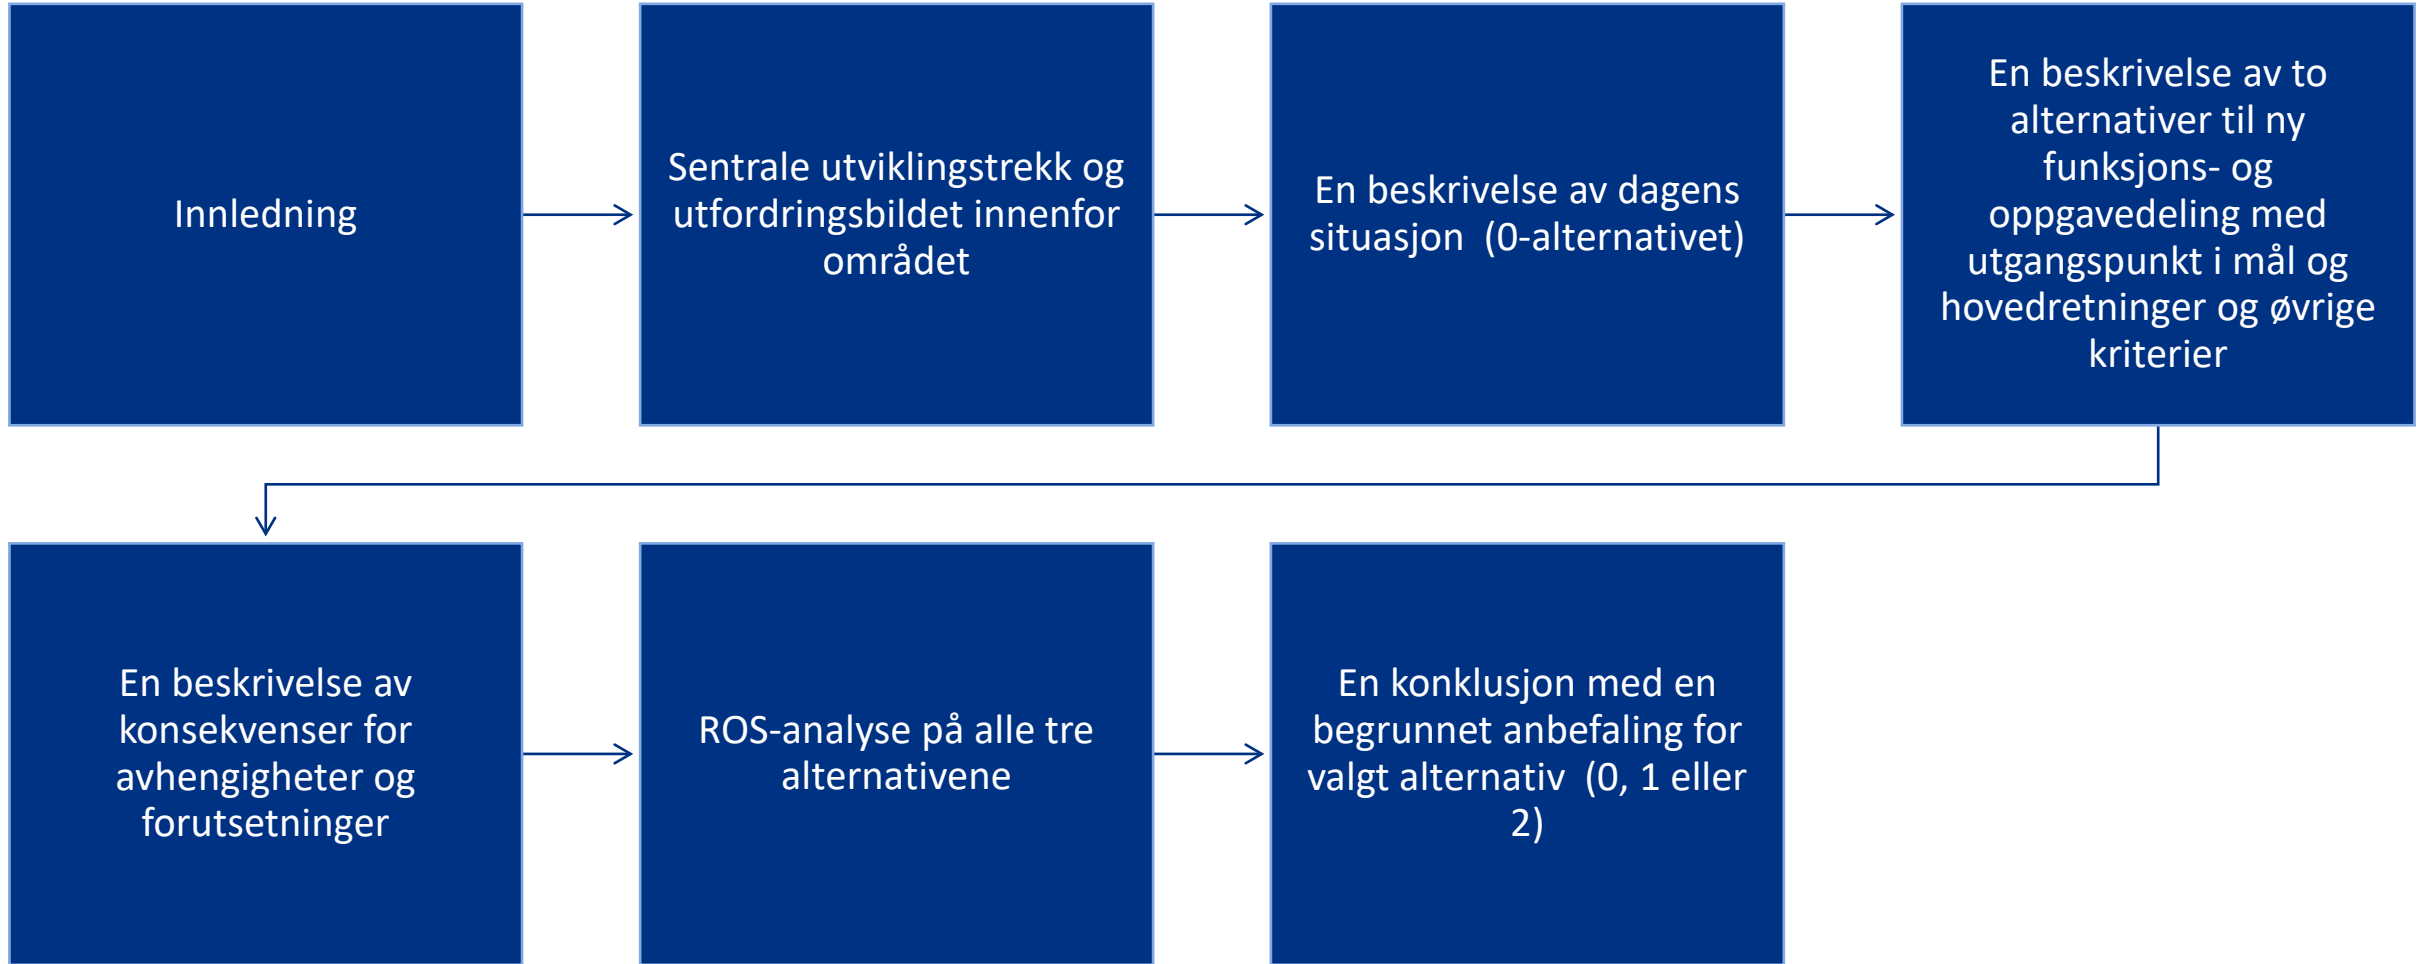 Innledning
Sentrale utviklingstrekk og
utfordringsbildet innenfor
området
En beskrivelse av dagens
situasjon  (0-alternativet)
En beskrivelse av to
alternativer til ny
funksjons- og
oppgavedeling med
utgangspunkt i mål og
hovedretninger og øvrige
kriterier
En beskrivelse av
konsekvenser for
avhengigheter og
forutsetninger
ROS-analyse på alle tre
alternativene
En konklusjon med en
begrunnet anbefaling for
valgt alternativ  (0, 1 eller
2)